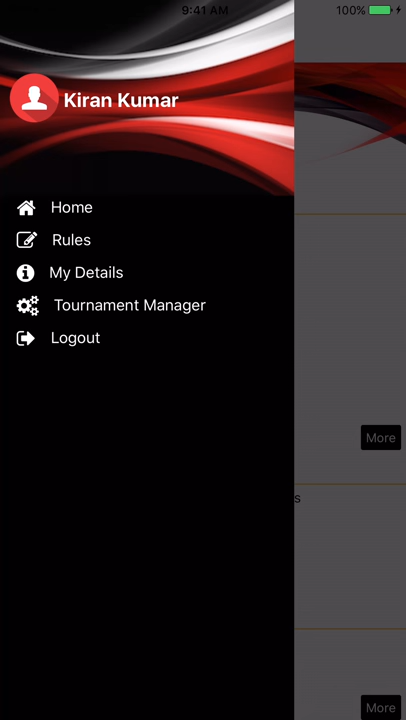 9:41 AM
100%
Kiran Kumar
Home
Rules
My Details
Tournament Manager
Logout
More
s
More